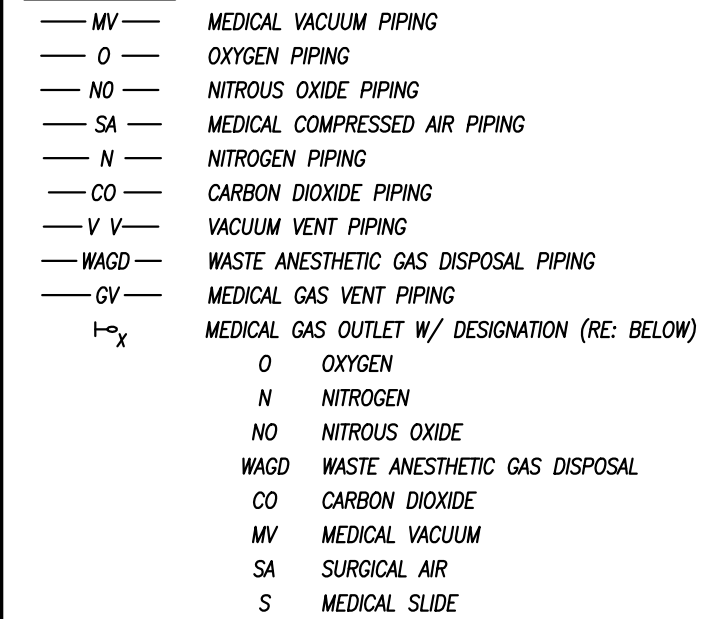 MV MEDICAL VACUUM PIPING
O OXYGEN PIPING
NO NITROUS OXIDE PIPING
SA MEDICAL COMPRESSED AIR PIPING
N NITROGEN PIPING
CO CARBON DIOXIDE PIPING
V V VACUUM VENT PIPING
WAGD WASTE ANESTHETIC GAS DISPOSAL PIPING
GV MEDICAL GAS VENT PIPING
X MEDICAL GAS OUTLET W/ DESIGNATION (RE: BELOW)
O OXYGEN
N NITROGEN
NO NITROUS OXIDE
WAGD WASTE ANESTHETIC GAS DISPOSAL
CO CARBON DIOXIDE
MV MEDICAL VACUUM
SA SURGICAL AIR
S MEDICAL SLIDE